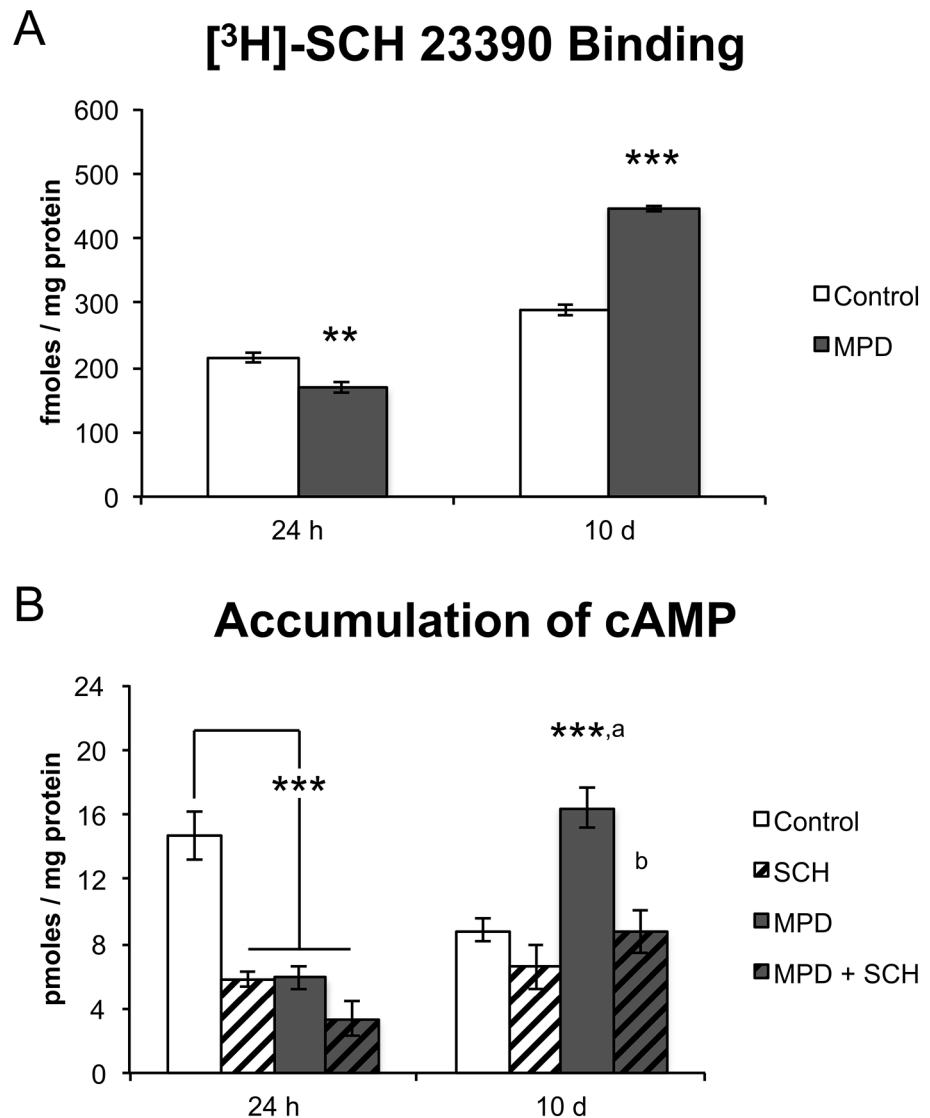 A
[³H]-SCH 23390 Binding
600
500
400
300
200
100
0
fmoles / mg protein
**
***
24 h
10 d
Control
MPD
B
Accumulation of cAMP
24
20
16
12
8
4
0
pmoles / mg protein
***
***,a
b
24 h
10 d
Control
SCH
MPD
MPD + SCH